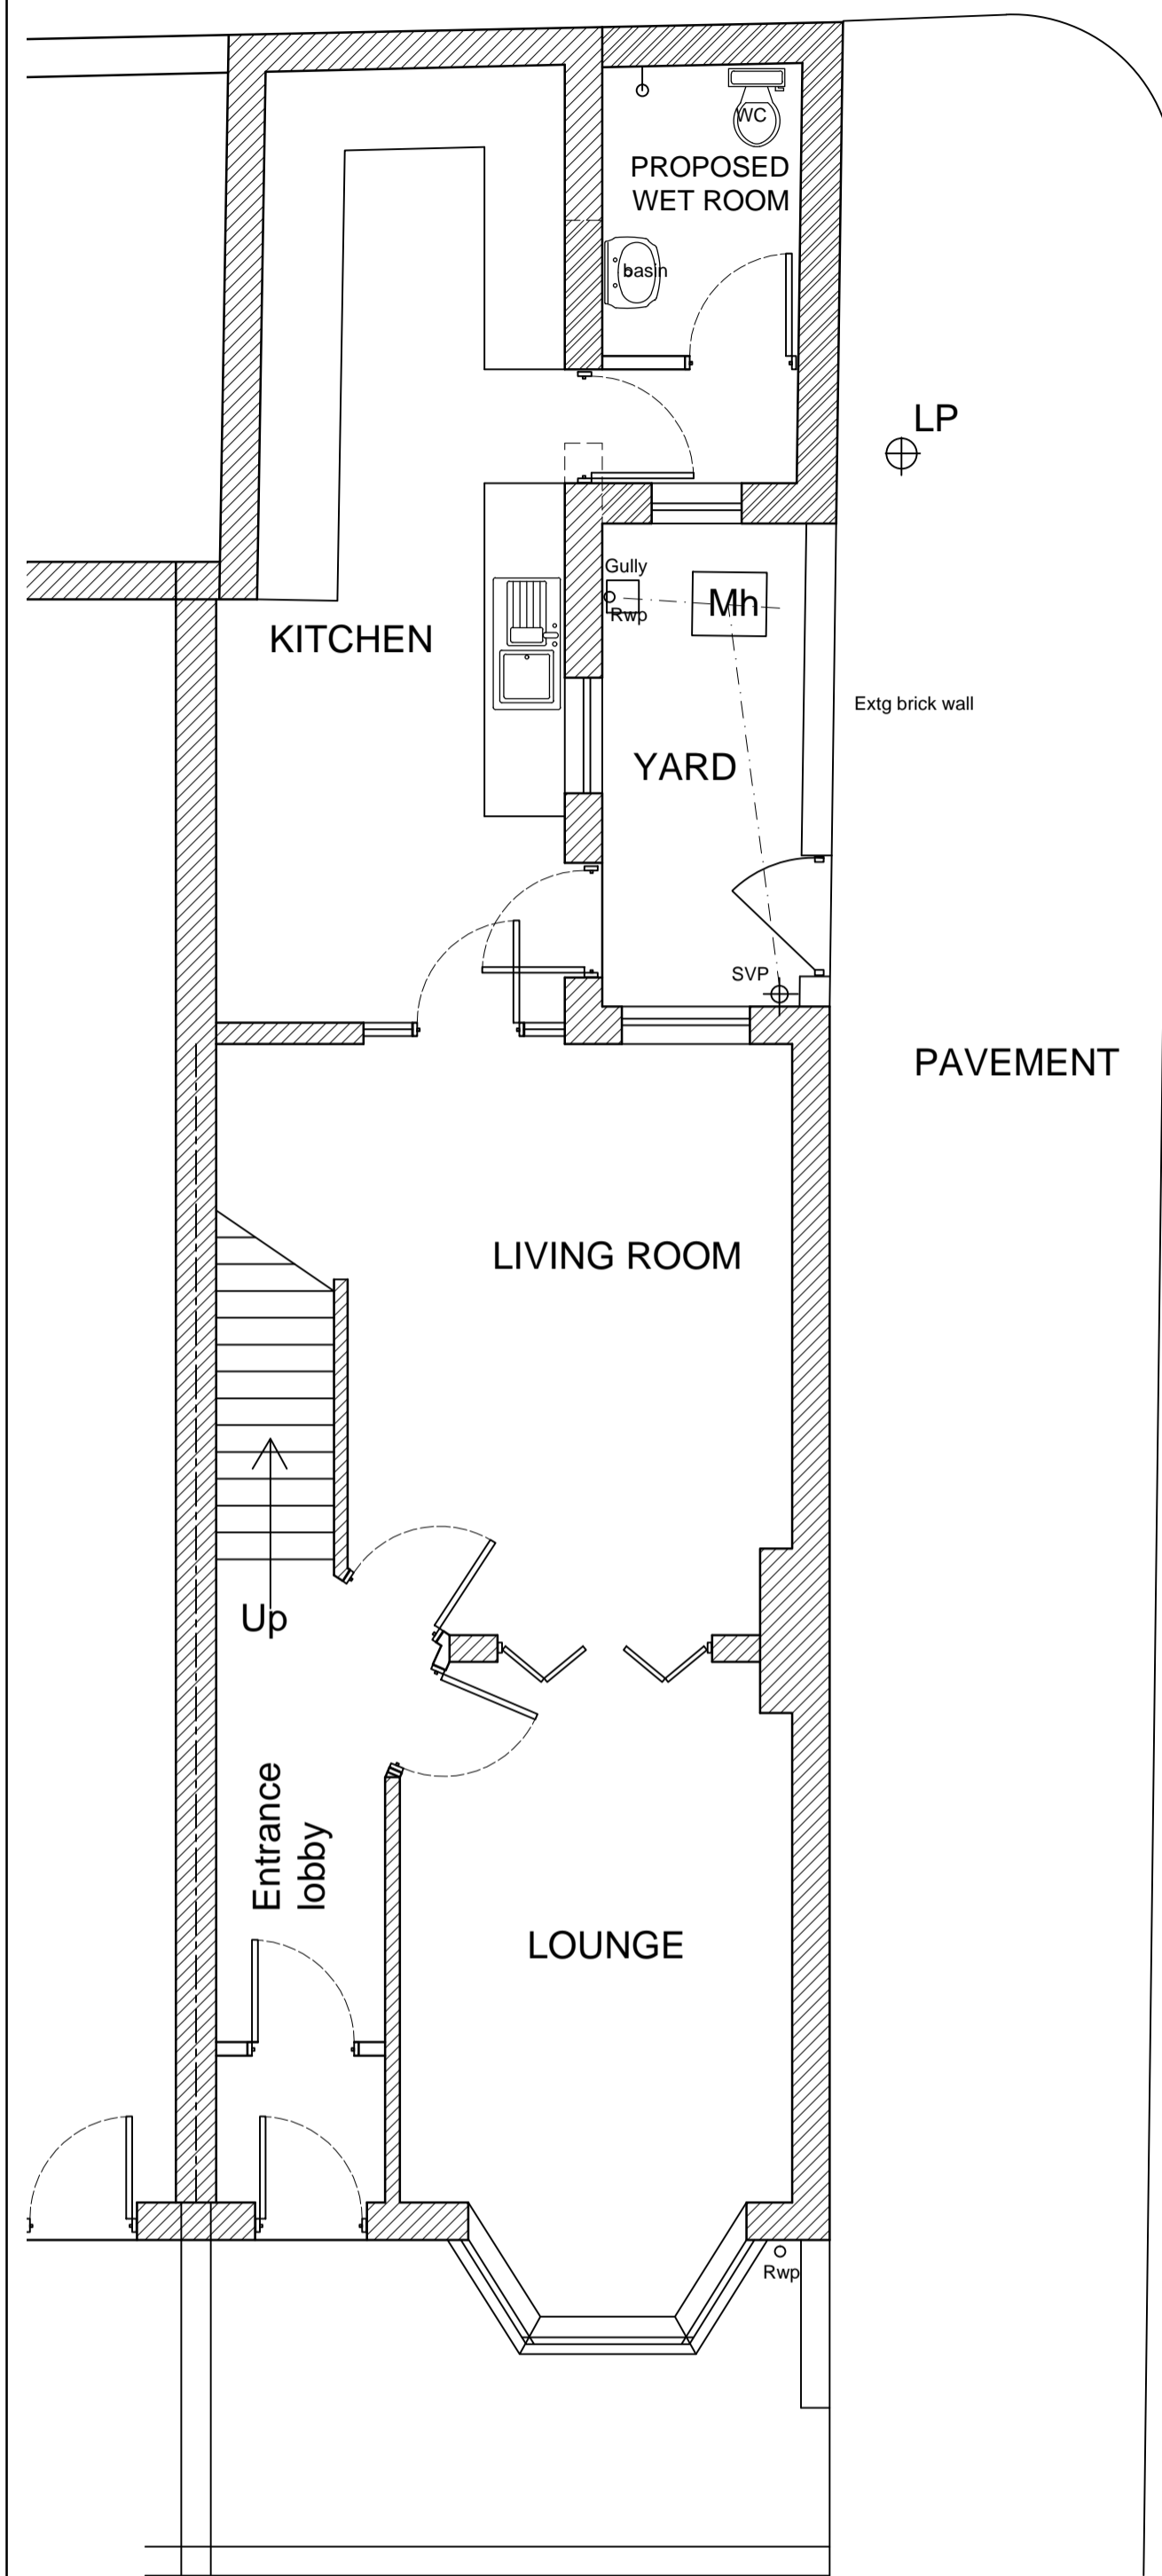 WC
PROPOSED
WET ROOM
basin
LP
Gully
Rwp
Mh
KITCHEN
Extg brick wall
YARD
SVP
PAVEMENT
LIVING ROOM
Up
Entrance
lobby
LOUNGE
Rwp